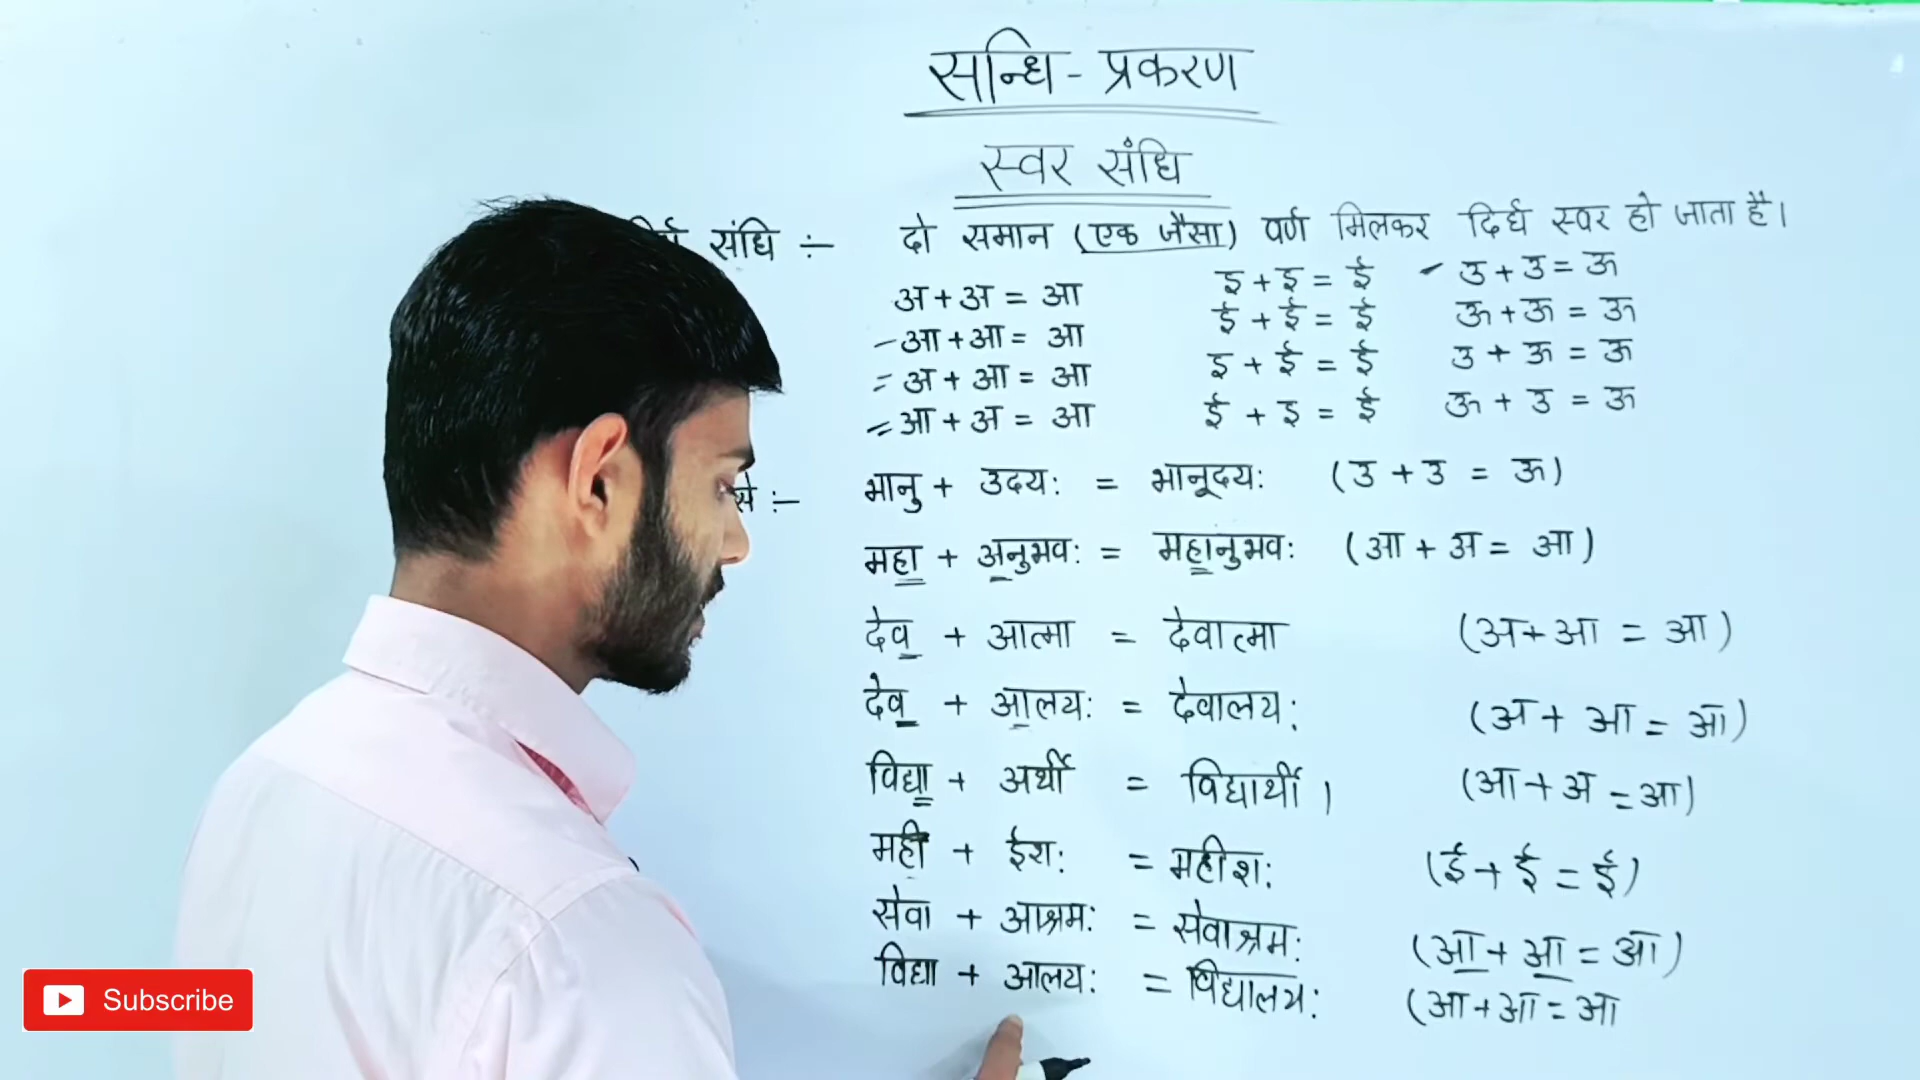 सन्धि - प्रकरण
स्वर संधि
संधि :- दो समान (एक जैसा) वर्ण मिलकर दिर्घ स्वर हो जाता है।
अ + अ = आ इ + इ = ई - उ + उ = ऊ
- आ + आ = आ ई + ई = ई ऊ + ऊ = ऊ
= अ + आ = आ इ + ई = ई उ + ऊ = ऊ
= आ + अ = आ ई + इ = ई ऊ + उ = ऊ
से :- भानु + उदयः = भानूदयः (उ + उ = ऊ)
महा + अनुभवः = महानुभवः (आ + अ = आ)
देव + आत्मा = देवात्मा (अ + आ = आ)
देव + आलयः = देवालयः (अ + आ = आ)
विद्या + अर्थी = विद्यार्थी। (आ + अ = आ)
मही + ईशः = महीशः (ई + ई = ई)
सेवा + आश्रमः = सेवाश्रमः (आ + आ = आ)
विद्या + आलयः = विद्यालयः (आ + आ = आ
Subscribe